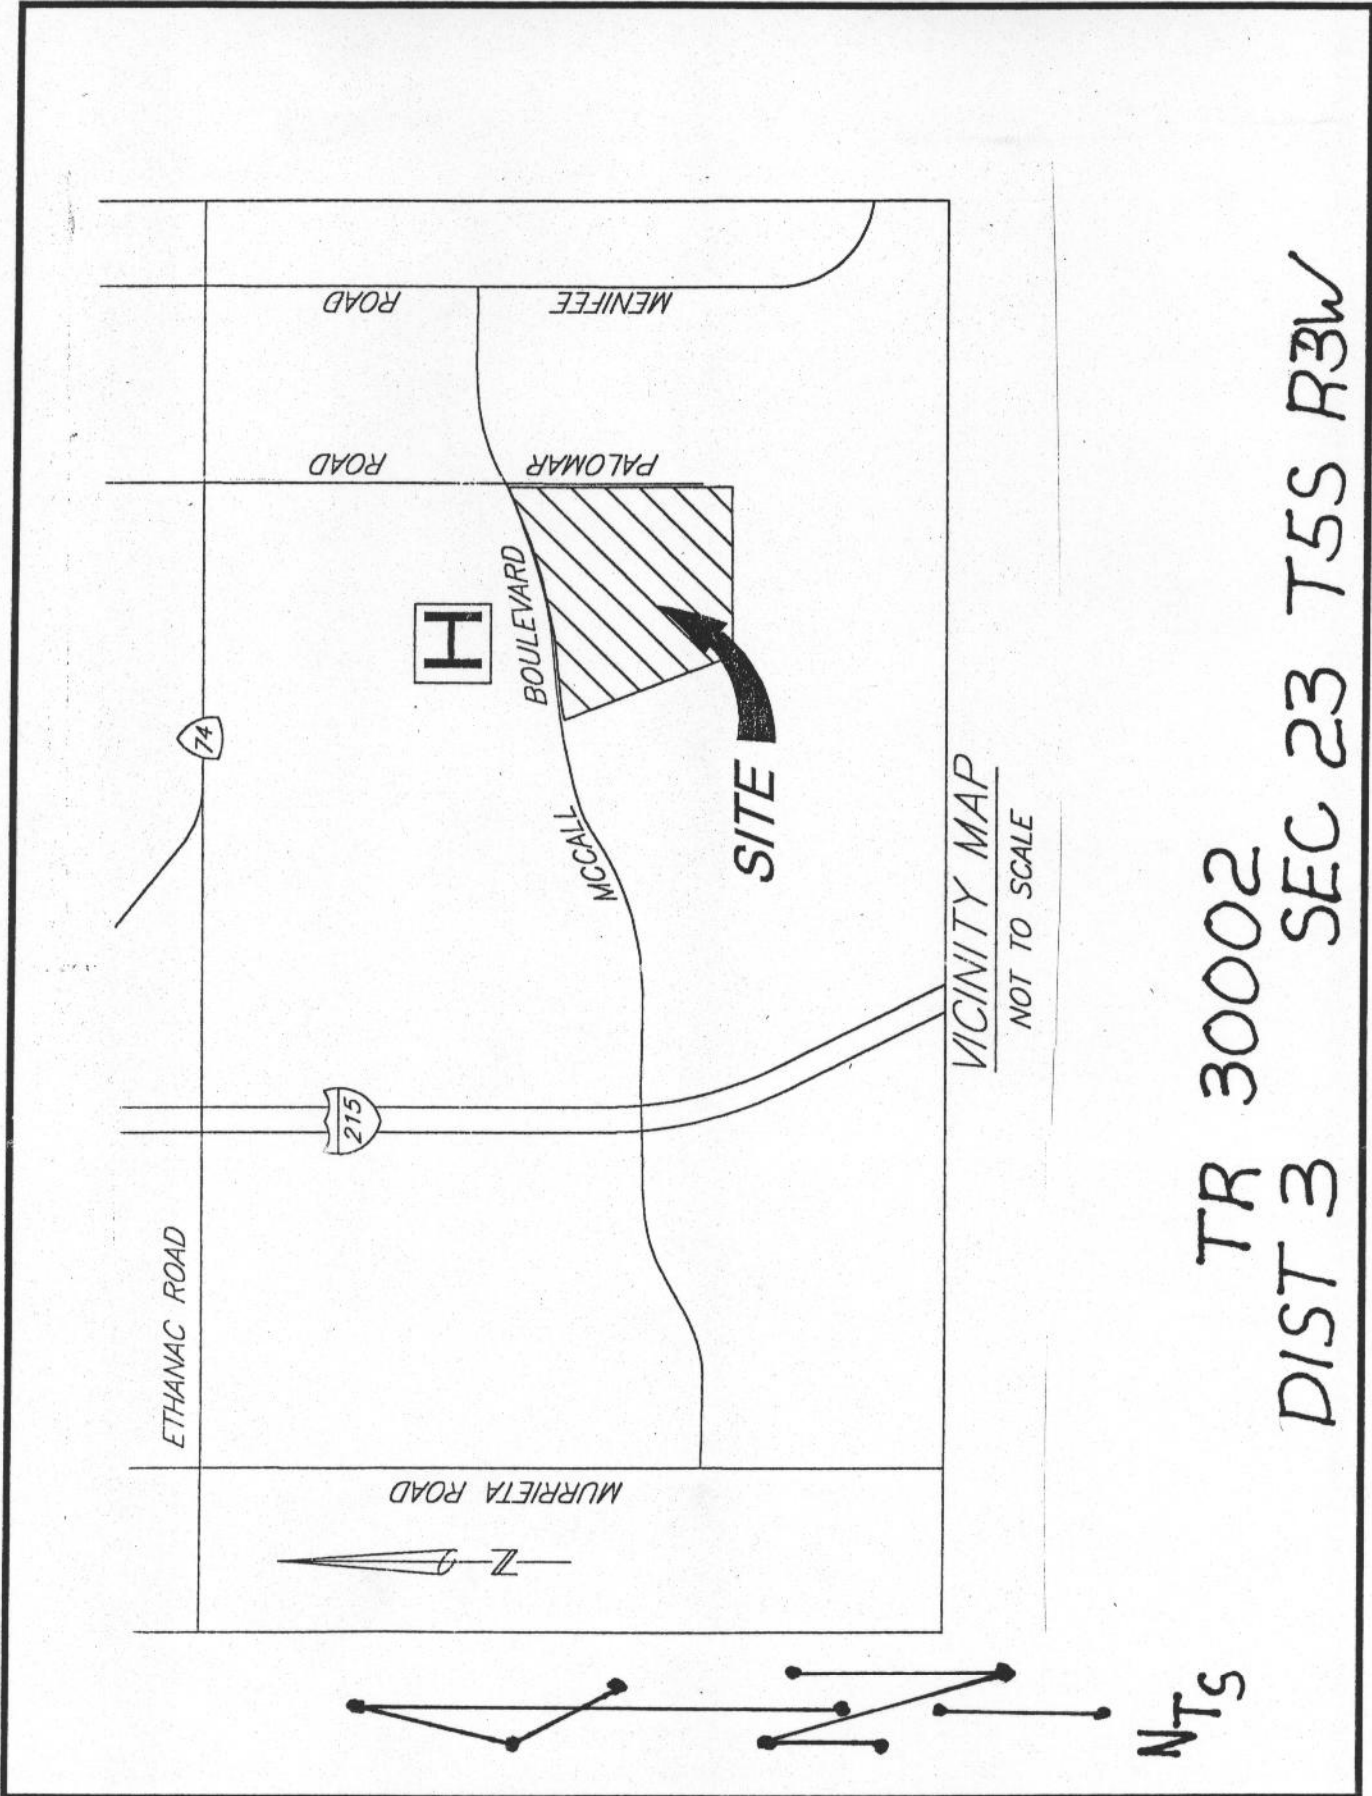 ETHANAC ROAD
74
215
MURRIETA ROAD
MCCALL
BOULEVARD
H
PALOMAR
ROAD
MENIFEE
ROAD
SITE
N
VICINITY MAP
NOT TO SCALE
NTS
TR 30002
DIST 3 SEC 23 T5S R3W